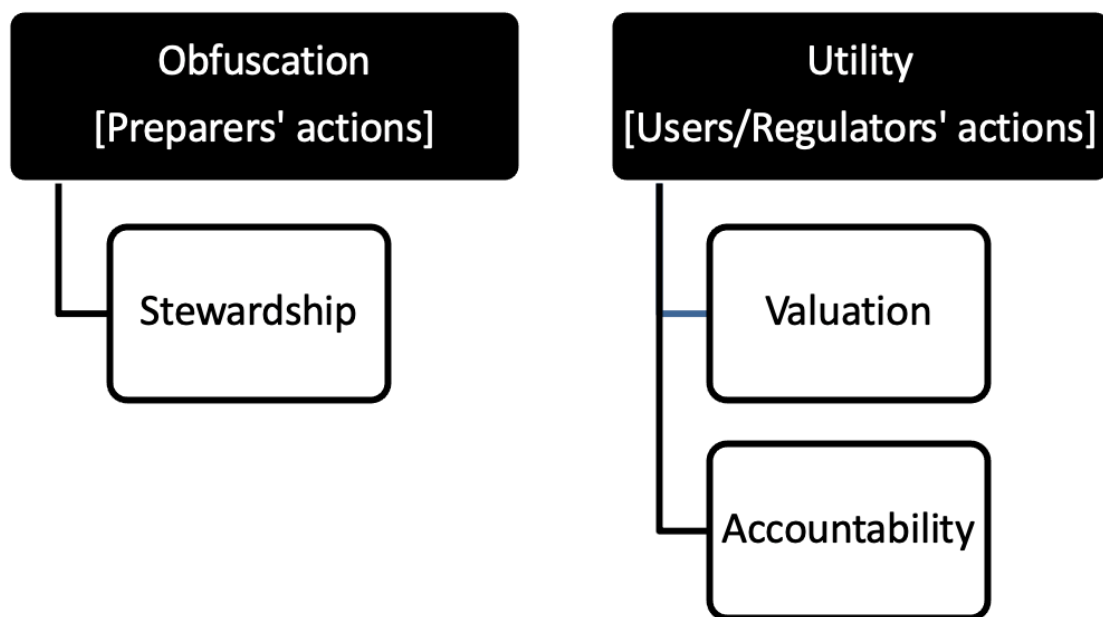 Obfuscation
[Preparers' actions]
Stewardship
Utility
[Users/Regulators' actions]
Valuation
Accountability